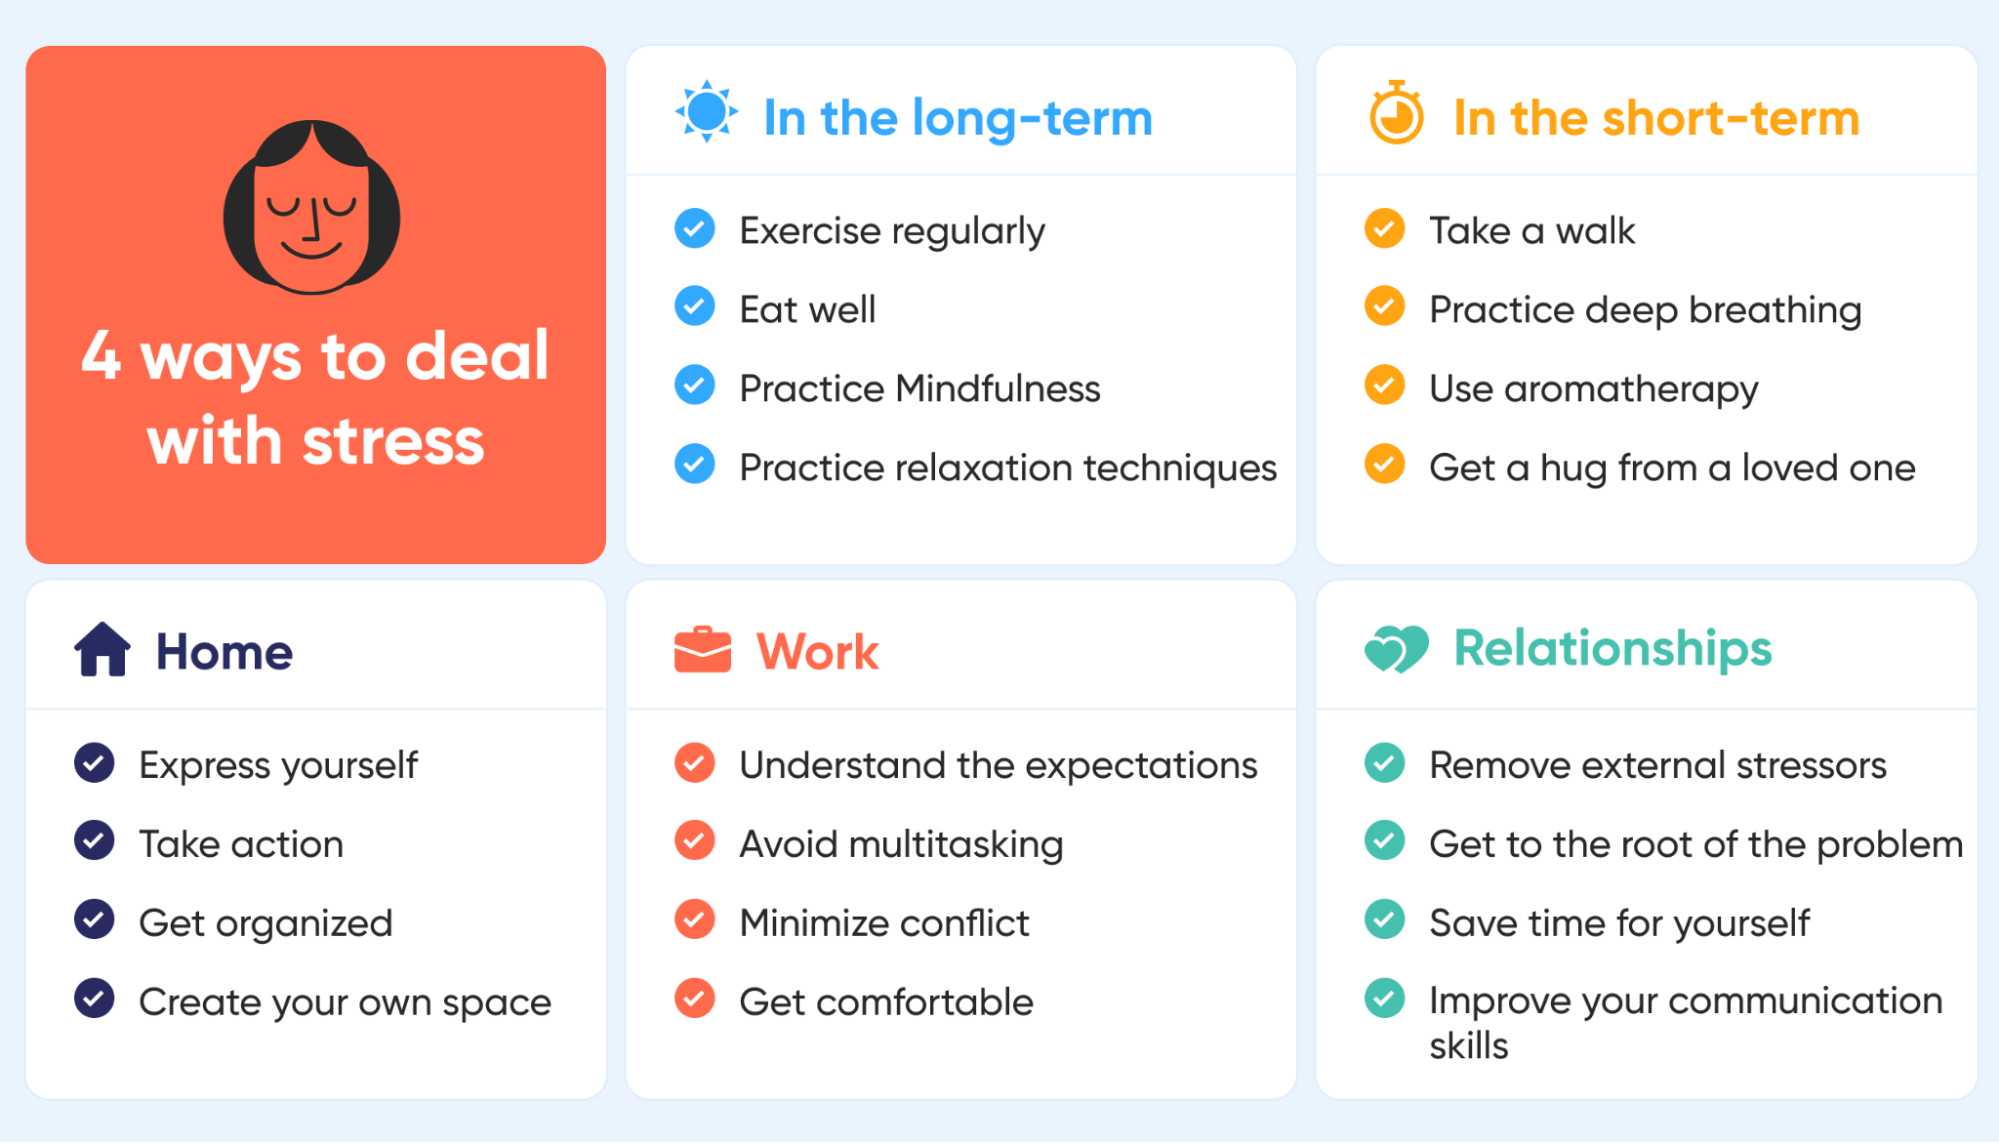 4 ways to deal
with stress
In the long-term
Exercise regularly
Eat well
Practice Mindfulness
Practice relaxation techniques
In the short-term
Take a walk
Practice deep breathing
Use aromatherapy
Get a hug from a loved one
Home
Express yourself
Take action
Get organized
Create your own space
Work
Understand the expectations
Avoid multitasking
Minimize conflict
Get comfortable
Relationships
Remove external stressors
Get to the root of the problem
Save time for yourself
Improve your communication
skills